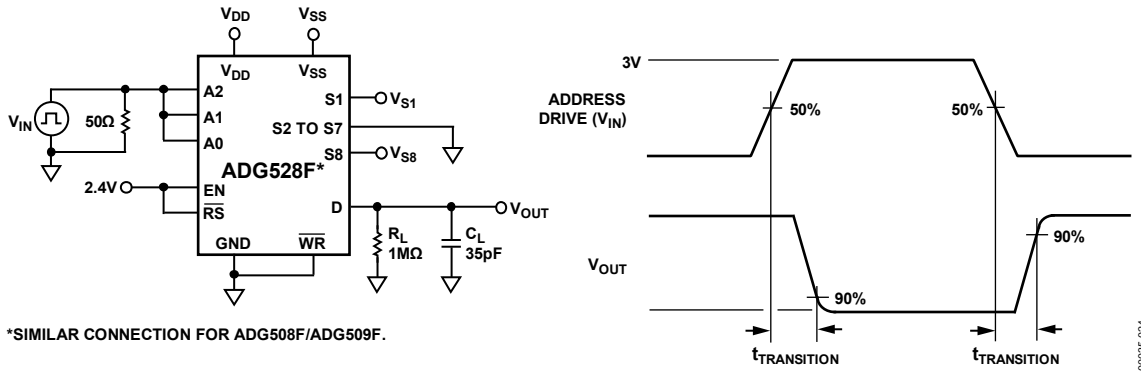 VDD VSS
VDD VSS
A2
A1
A0
VIN
50Ω
S1 VS1
S2 TO S7
S8 VS8
ADG528F*
2.4V
EN
RS
D VOUT
GND WR
RL
1MΩ
CL
35pF
*SIMILAR CONNECTION FOR ADG508F/ADG509F.
3V
ADDRESS
DRIVE (VIN)
50% 50%
VOUT
90%
90%
tTRANSITION tTRANSITION